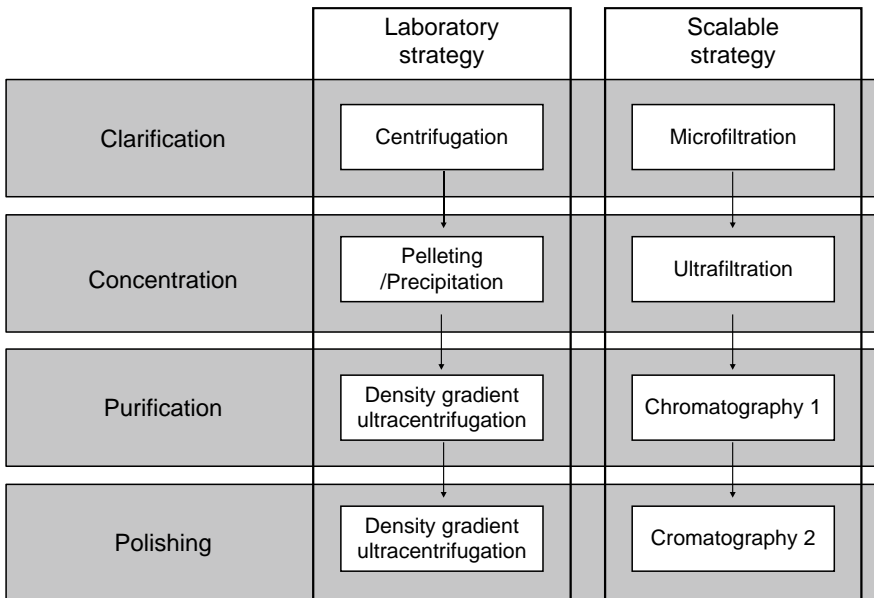 Laboratory
strategy
Scalable
strategy
Clarification
Centrifugation
Microfiltration
Concentration
Pelleting
/Precipitation
Ultrafiltration
Purification
Density gradient
ultracentrifugation
Chromatography 1
Polishing
Density gradient
ultracentrifugation
Cromatography 2